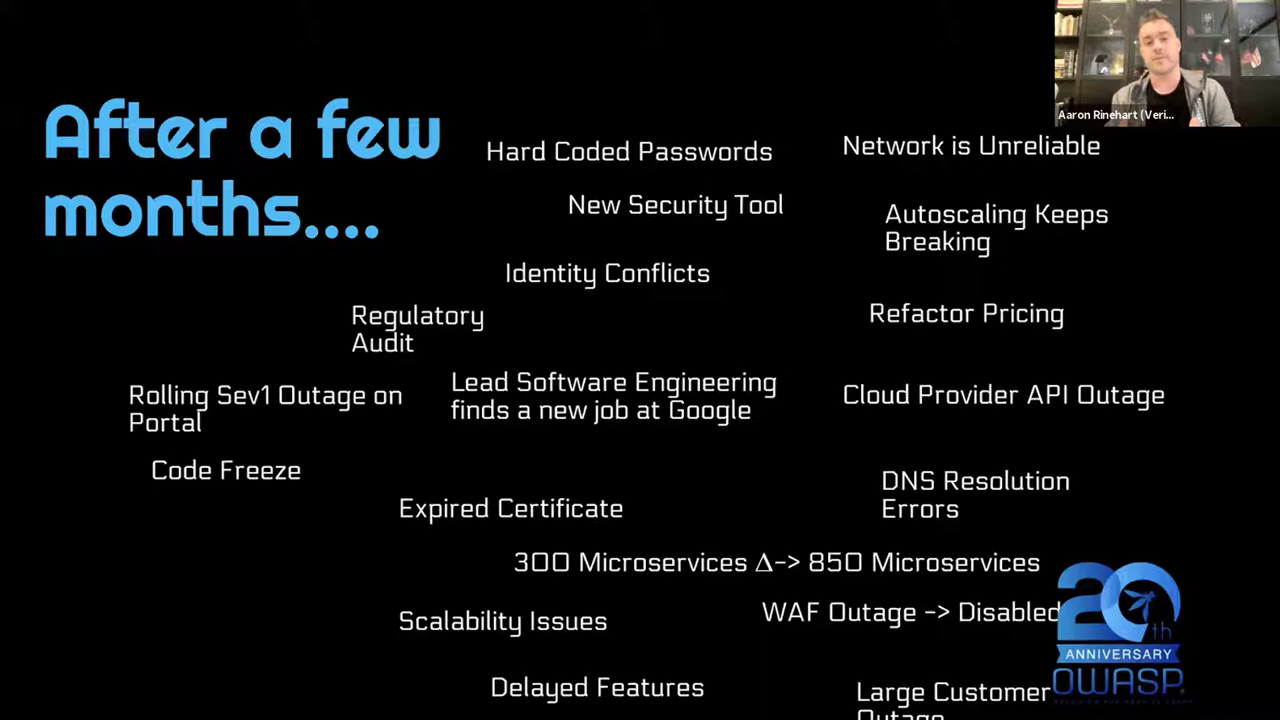 Aaron Rinehart (Veri...
After a few
months....
Hard Coded Passwords
Network is Unreliable
New Security Tool
Autoscaling Keeps
Breaking
Identity Conflicts
Regulatory
Audit
Refactor Pricing
Rolling Sev1 Outage on
Portal
Lead Software Engineering
finds a new job at Google
Cloud Provider API Outage
Code Freeze
DNS Resolution
Errors
Expired Certificate
300 Microservices Δ-> 850 Microservices
Scalability Issues
WAF Outage -> Disabled
Delayed Features
Large Customer
Outage
20th
ANNIVERSARY
OWASP